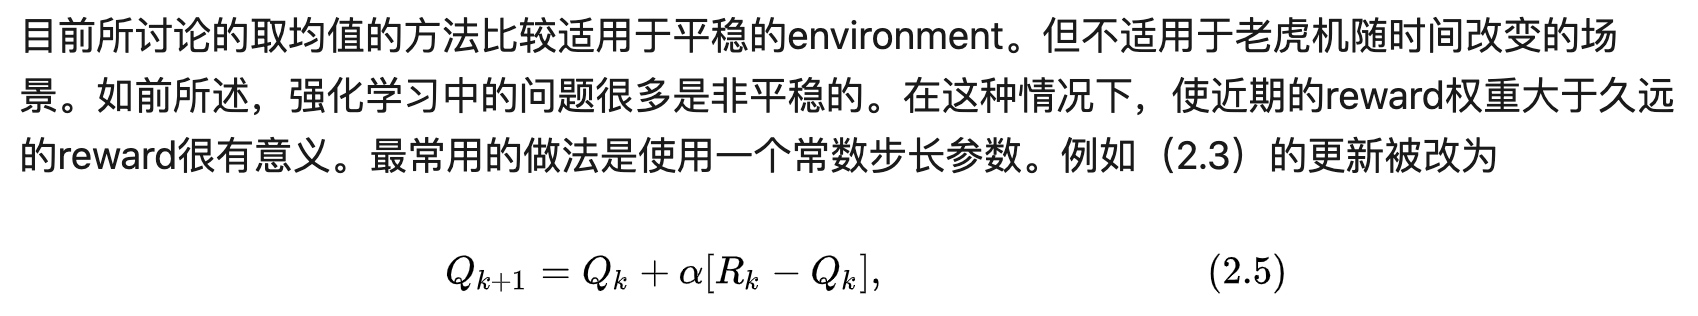 目前所讨论的取均值的方法比较适用于平稳的environment。但不适用于老虎机随时间改变的场
景。如前所述，强化学习中的问题很多是非平稳的。在这种情况下，使近期的reward权重大于久远
的reward很有意义。最常用的做法是使用一个常数步长参数。例如（2.3）的更新被改为
Q_{k+1} = Q_k + α[R_k − Q_k], (2.5)